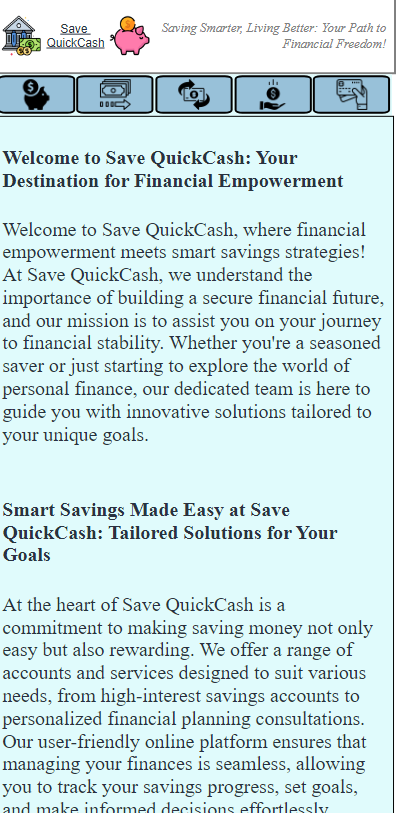 Save
QuickCash
Saving Smarter, Living Better: Your Path to
Financial Freedom!
Welcome to Save QuickCash: Your
Destination for Financial Empowerment
Welcome to Save QuickCash, where financial
empowerment meets smart savings strategies!
At Save QuickCash, we understand the
importance of building a secure financial future,
and our mission is to assist you on your journey
to financial stability. Whether you're a seasoned
saver or just starting to explore the world of
personal finance, our dedicated team is here to
guide you with innovative solutions tailored to
your unique goals.
Smart Savings Made Easy at Save
QuickCash: Tailored Solutions for Your
Goals
At the heart of Save QuickCash is a
commitment to making saving money not only
easy but also rewarding. We offer a range of
accounts and services designed to suit various
needs, from high-interest savings accounts to
personalized financial planning consultations.
Our user-friendly online platform ensures that
managing your finances is seamless, allowing
you to track your savings progress, set goals,
and make informed decisions effortlessly